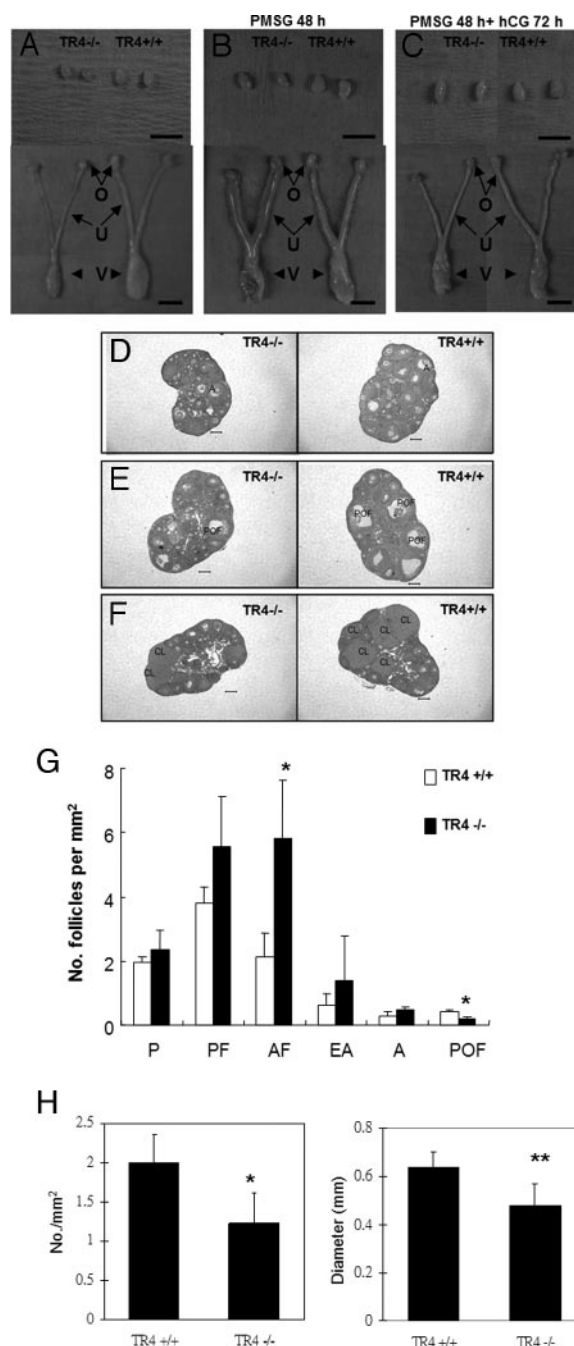 PMSG 48 h
PMSG 48 h+ hCG 72 h
A TR4-/- TR4+/+
B TR4-/- TR4+/+
C TR4-/- TR4+/+
O O O
U U U
V V V
D TR4-/- TR4+/+
A A
E TR4-/- TR4+/+
POF POF POF
F TR4-/- TR4+/+
CL CL CL CL CL CL
G
No. follicles per mm²
8
6
4
2
0
*
*
TR4 +/+
TR4 -/-
P PF AF EA A POF
H
No./mm²
2.5
2
1.5
1
0.5
0
*
TR4 +/+ TR4 -/-
Diameter (mm)
0.8
0.6
0.4
0.2
0
**
TR4 +/+ TR4 -/-